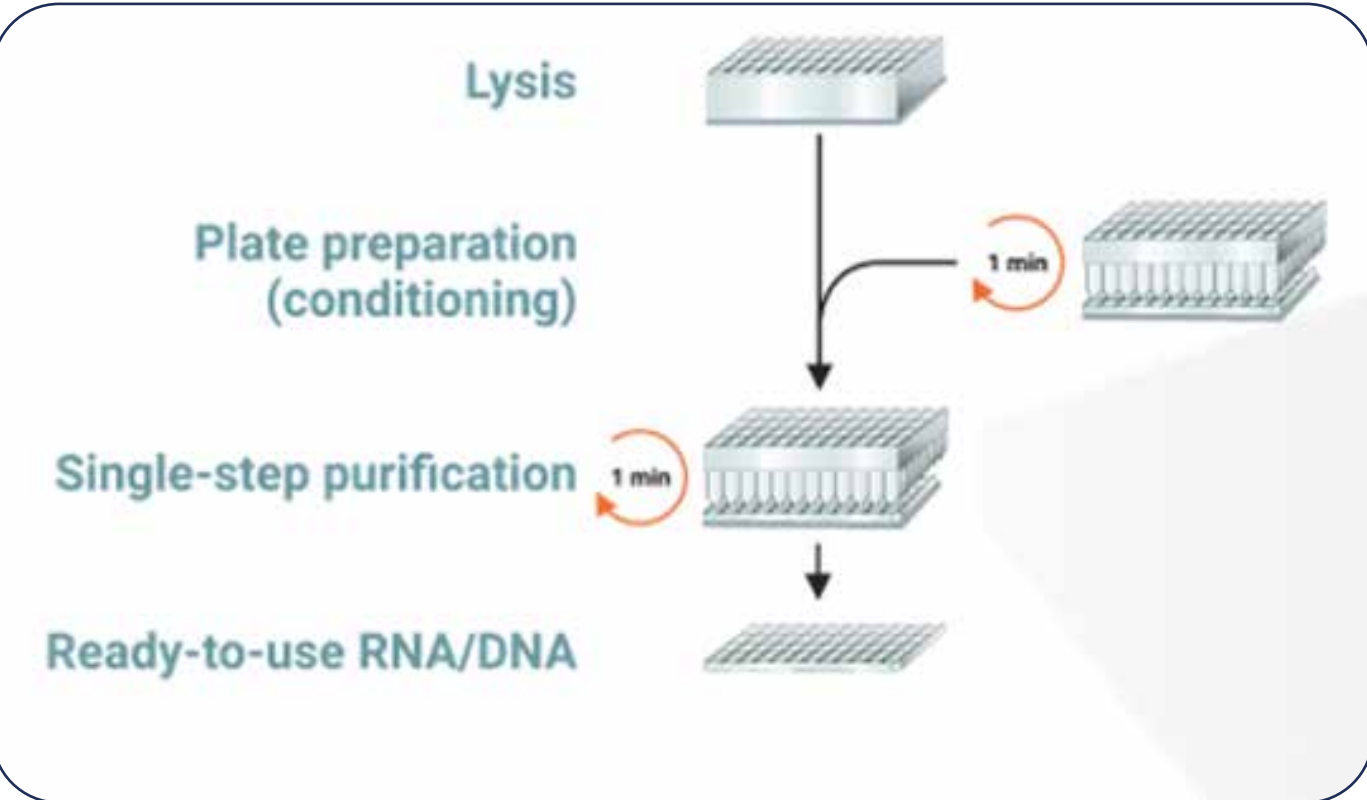 Lysis
Plate preparation
(conditioning)
1 min
Single-step purification
1 min
Ready-to-use RNA/DNA